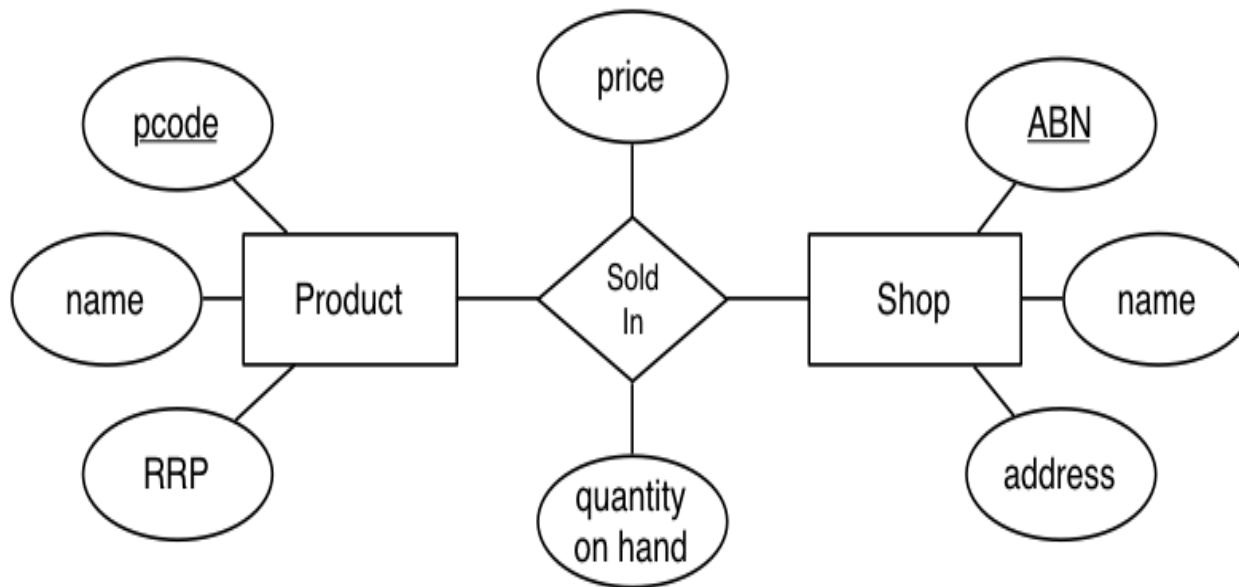 price
pcode
ABN
name
Product
Sold
In
Shop
name
RRP
quantity
on hand
address